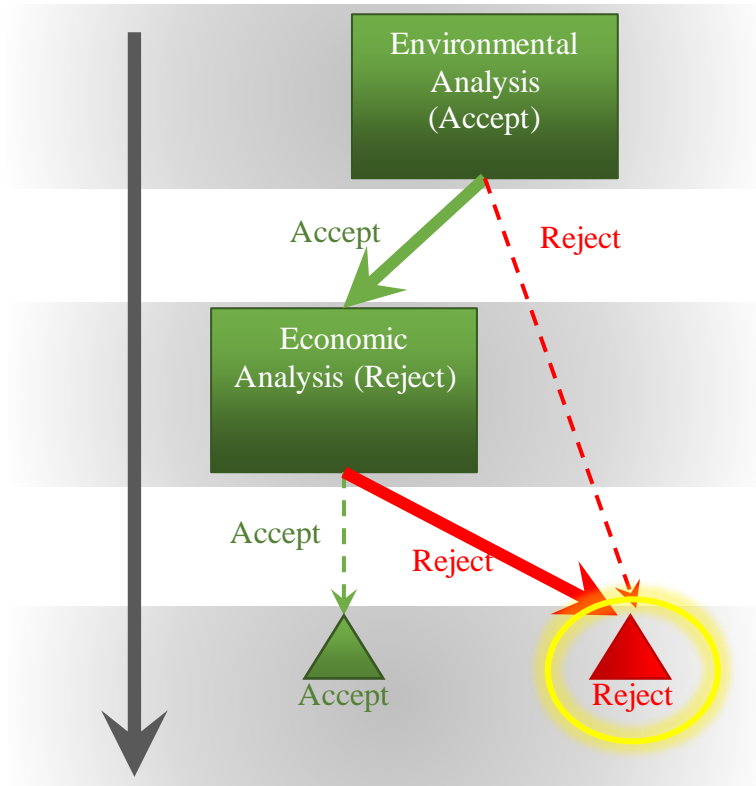 Environmental
Analysis
(Accept)
Accept
Reject
Economic
Analysis (Reject)
Accept
Reject
Accept
Reject